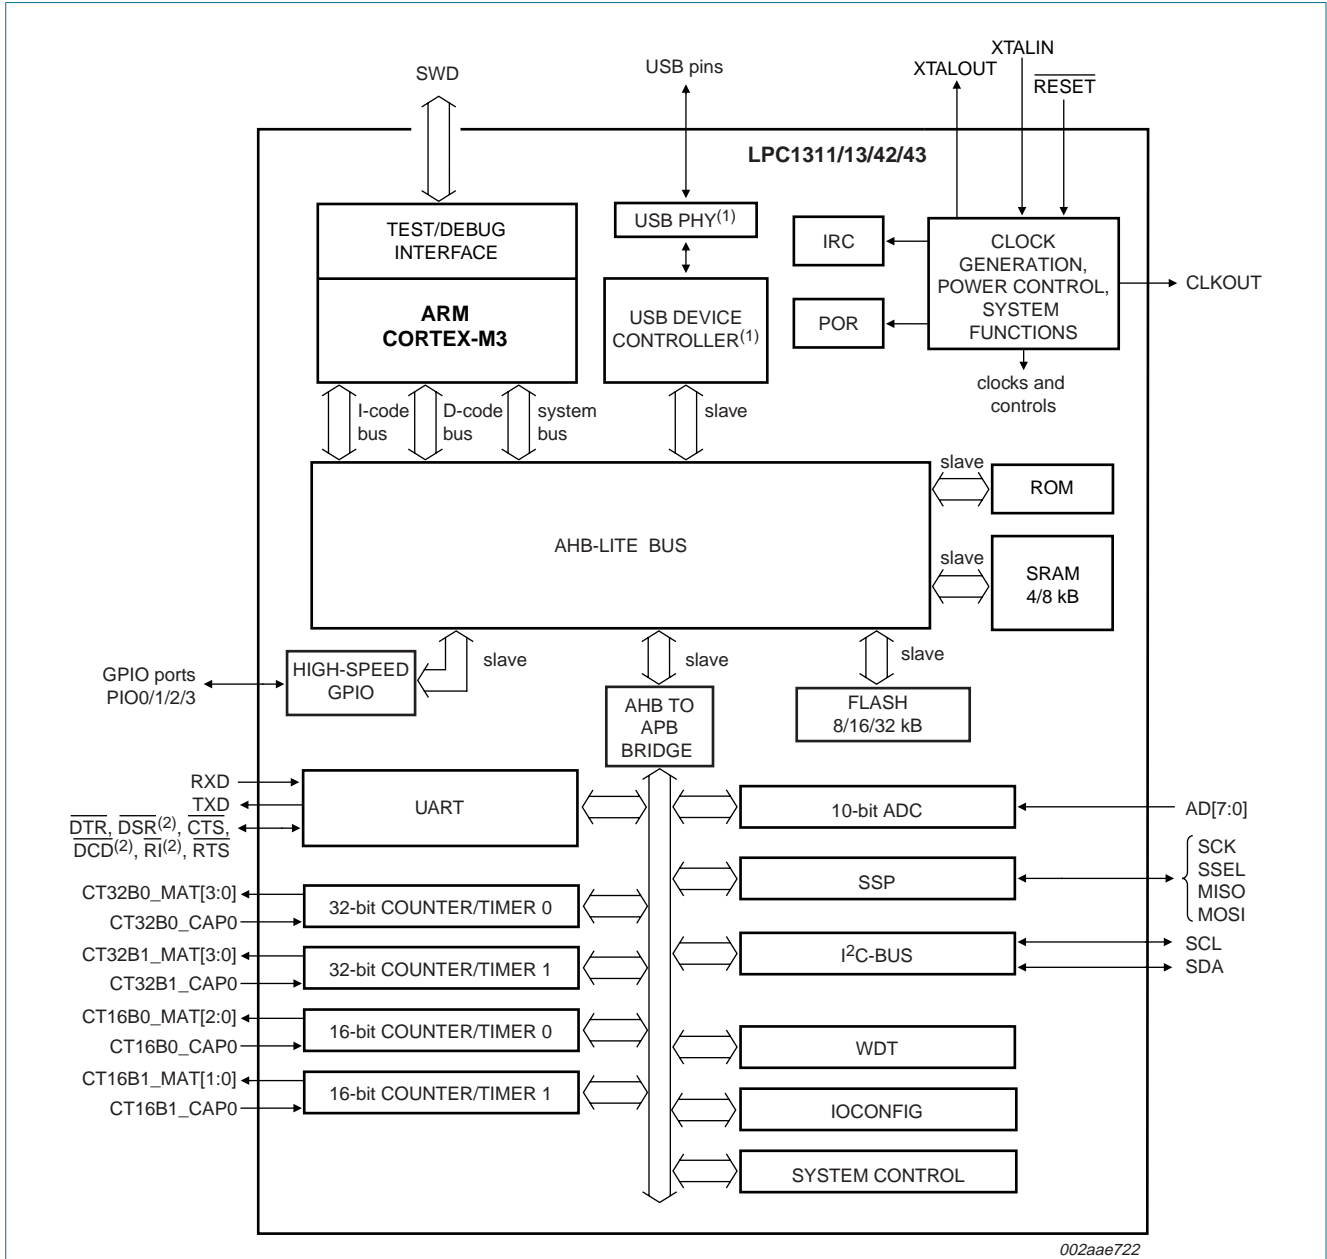 SWD
USB pins
XTALOUT
XTALIN
RESET
LPC1311/13/42/43
TEST/DEBUG
INTERFACE
ARM
CORTEX-M3
USB PHY(1)
USB DEVICE
CONTROLLER(1)
IRC
POR
CLOCK
GENERATION,
POWER CONTROL,
SYSTEM
FUNCTIONS
CLKOUT
clocks and
controls
I-code
bus
D-code
bus
system
bus
slave
AHB-LITE BUS
slave
ROM
slave
SRAM
4/8 kB
GPIO ports
PIO0/1/2/3
HIGH-SPEED
GPIO
slave
slave
slave
AHB TO
APB
BRIDGE
FLASH
8/16/32 kB
RXD
TXD
DTR, DSR(2), CTS,
DCD(2), RI(2), RTS
UART
10-bit ADC
AD[7:0]
SSP
SCK
SSEL
MISO
MOSI
CT32B0_MAT[3:0]
CT32B0_CAP0
32-bit COUNTER/TIMER 0
I2C-BUS
SCL
SDA
CT32B1_MAT[3:0]
CT32B1_CAP0
32-bit COUNTER/TIMER 1
CT16B0_MAT[2:0]
CT16B0_CAP0
16-bit COUNTER/TIMER 0
WDT
CT16B1_MAT[1:0]
CT16B1_CAP0
16-bit COUNTER/TIMER 1
IOCONFIG
SYSTEM CONTROL
002aae722